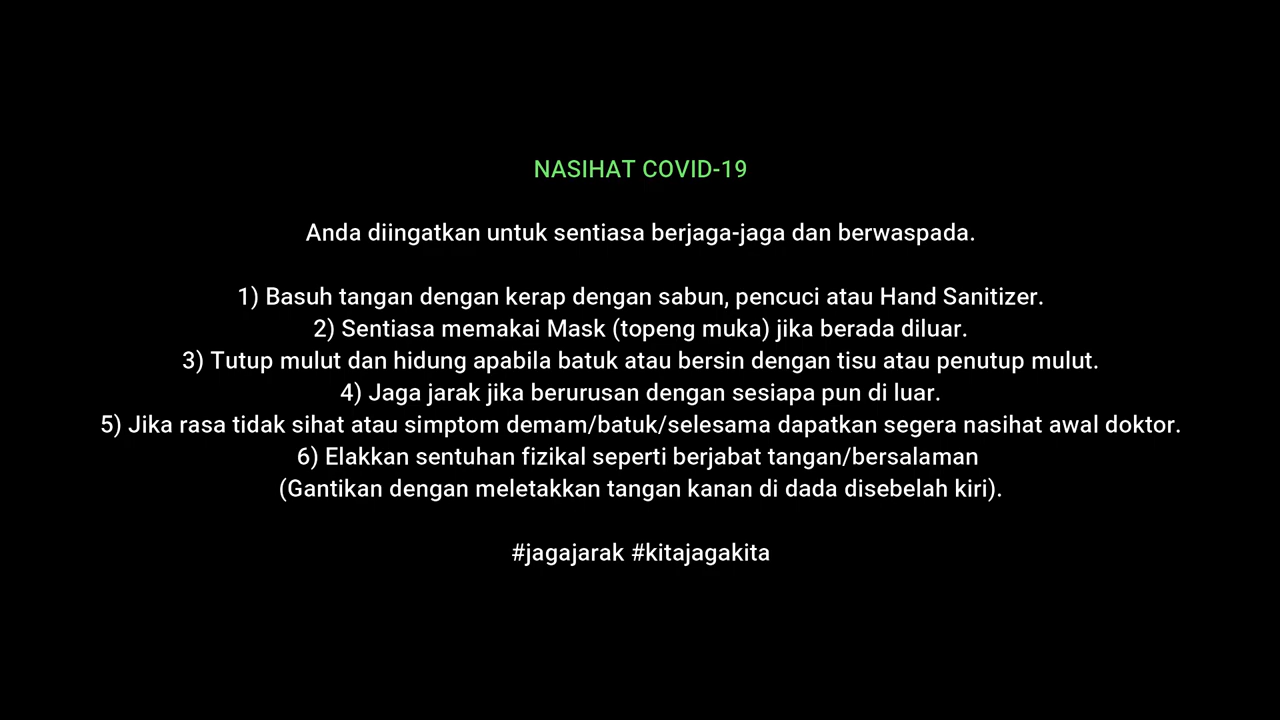 NASIHAT COVID-19
Anda diingatkan untuk sentiasa berjaga-jaga dan berwaspada.
1) Basuh tangan dengan kerap dengan sabun, pencuci atau Hand Sanitizer.
2) Sentiasa memakai Mask (topeng muka) jika berada diluar.
3) Tutup mulut dan hidung apabila batuk atau bersin dengan tisu atau penutup mulut.
4) Jaga jarak jika berurusan dengan sesiapa pun di luar.
5) Jika rasa tidak sihat atau simptom demam/batuk/selesama dapatkan segera nasihat awal doktor.
6) Elakkan sentuhan fizikal seperti berjabat tangan/bersalaman
(Gantikan dengan meletakkan tangan kanan di dada disebelah kiri).
#jagajarak #kitajagakita